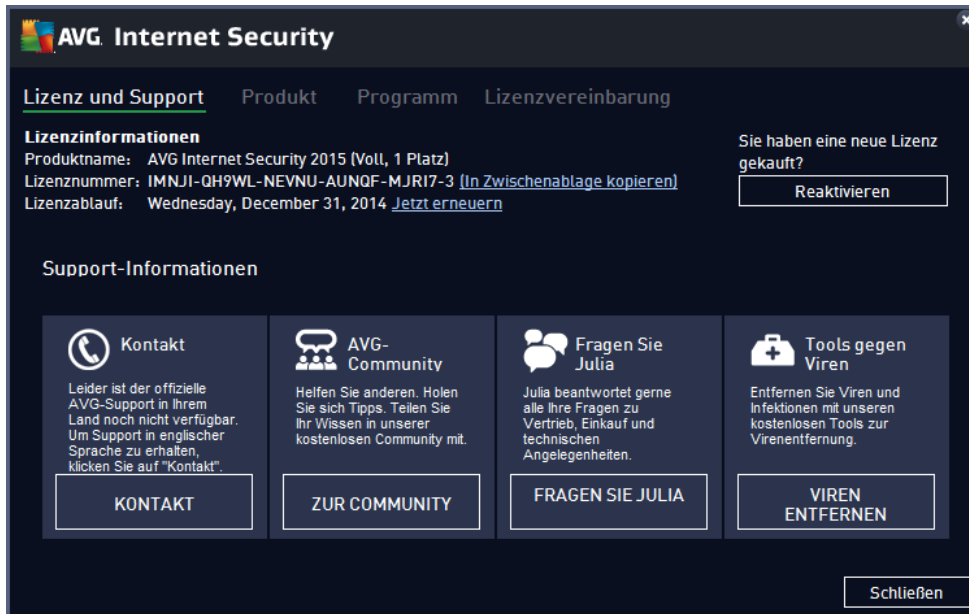 AVG. Internet Security
Lizenz und Support Produkt Programm Lizenzvereinbarung
Lizenzinformationen
Produktname: AVG Internet Security 2015 (Voll, 1 Platz)
Lizenznummer: IMNJI-QH9WL-NEVNU-AUNQF-MJRI7-3 (In Zwischenablage kopieren)
Lizenzablauf: Wednesday, December 31, 2014 Jetzt erneuern
Sie haben eine neue Lizenz
gekauft?
Reaktivieren
Support-Informationen
Kontakt
Leider ist der offizielle
AVG-Support in Ihrem
Land noch nicht verfügbar.
Um Support in englischer
Sprache zu erhalten,
klicken Sie auf "Kontakt".
KONTAKT
AVG-
Community
Helfen Sie anderen. Holen
Sie sich Tipps. Teilen Sie
Ihr Wissen in unserer
kostenlosen Community mit.
ZUR COMMUNITY
Fragen Sie
Julia
Julia beantwortet gerne
alle Ihre Fragen zu
Vertrieb, Einkauf und
technischen
Angelegenheiten.
FRAGEN SIE JULIA
Tools gegen
Viren
Entfernen Sie Viren und
Infektionen mit unseren
kostenlosen Tools zur
Virenentfernung.
VIREN
ENTFERNEN
Schließen